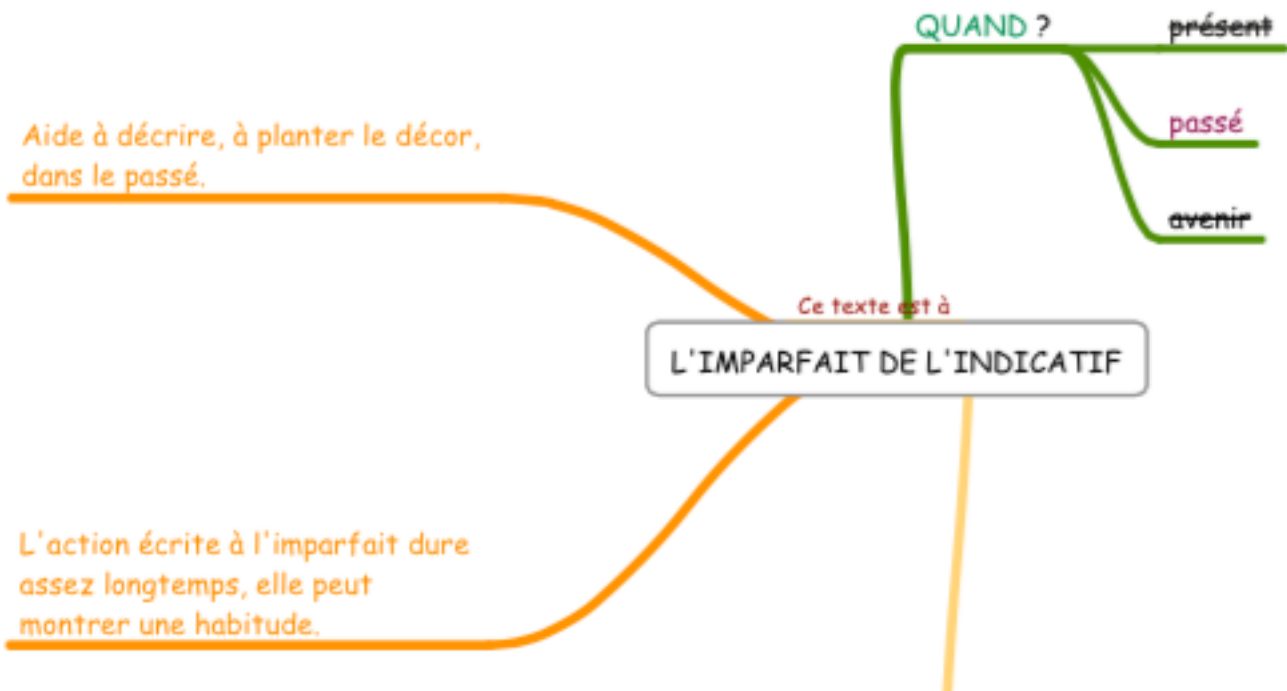 QUAND ?
présent
passé
avenir
Aide à décrire, à planter le décor,
dans le passé.
Ce texte est à
L'IMPARFAIT DE L'INDICATIF
L'action écrite à l'imparfait dure
assez longtemps, elle peut
montrer une habitude.